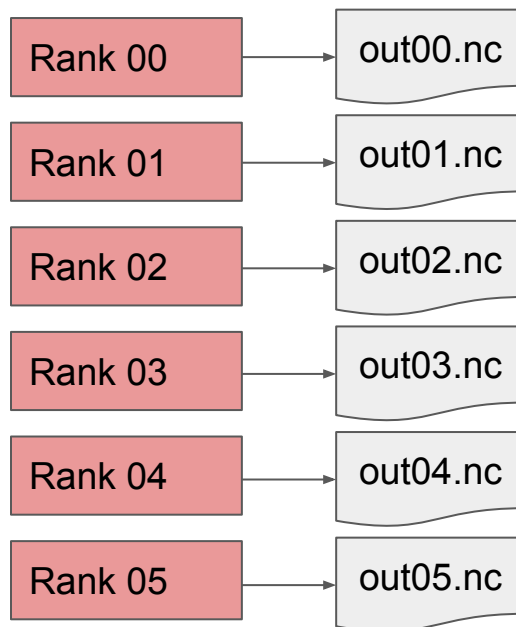 Rank 00
out00.nc
Rank 01
out01.nc
Rank 02
out02.nc
Rank 03
out03.nc
Rank 04
out04.nc
Rank 05
out05.nc